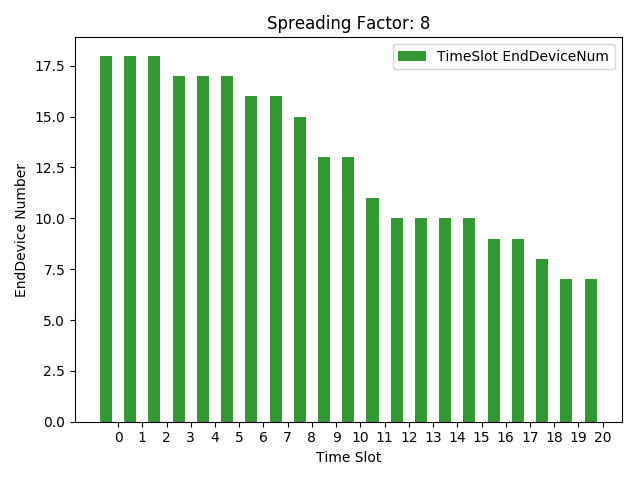 Spreading Factor: 8
TimeSlot EndDeviceNum
EndDevice Number
17.5
15.0
12.5
10.0
7.5
5.0
2.5
0.0
0 1 2 3 4 5 6 7 8 9 10 11 12 13 14 15 16 17 18 19 20
Time Slot